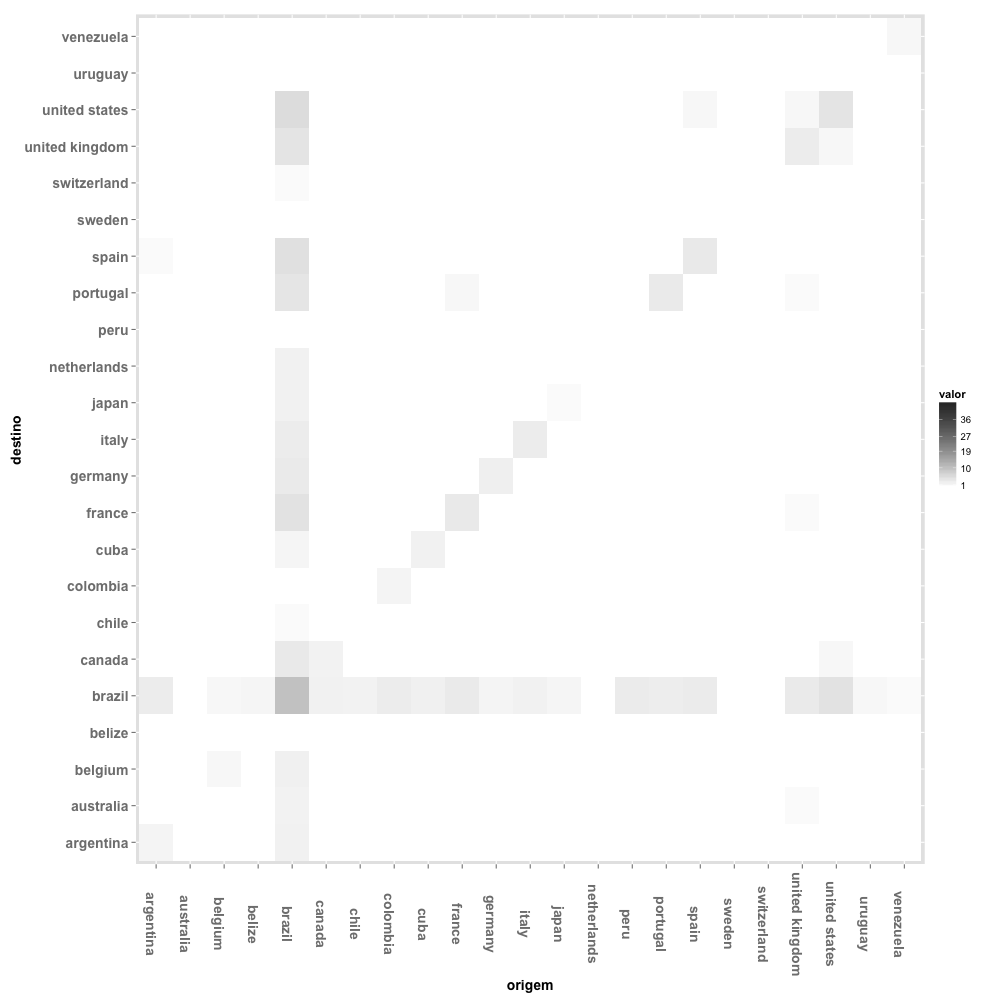 venezuela
uruguay
united states
united kingdom
switzerland
sweden
spain
portugal
peru
netherlands
japan
italy
germany
france
cuba
colombia
chile
canada
brazil
belize
belgium
australia
argentina
destino
argentina
australia
belgium
belize
brazil
canada
chile
colombia
cuba
france
germany
italy
japan
netherlands
peru
portugal
spain
sweden
switzerland
united kingdom
united states
uruguay
venezuela
origem
valor
36
27
19
10
1